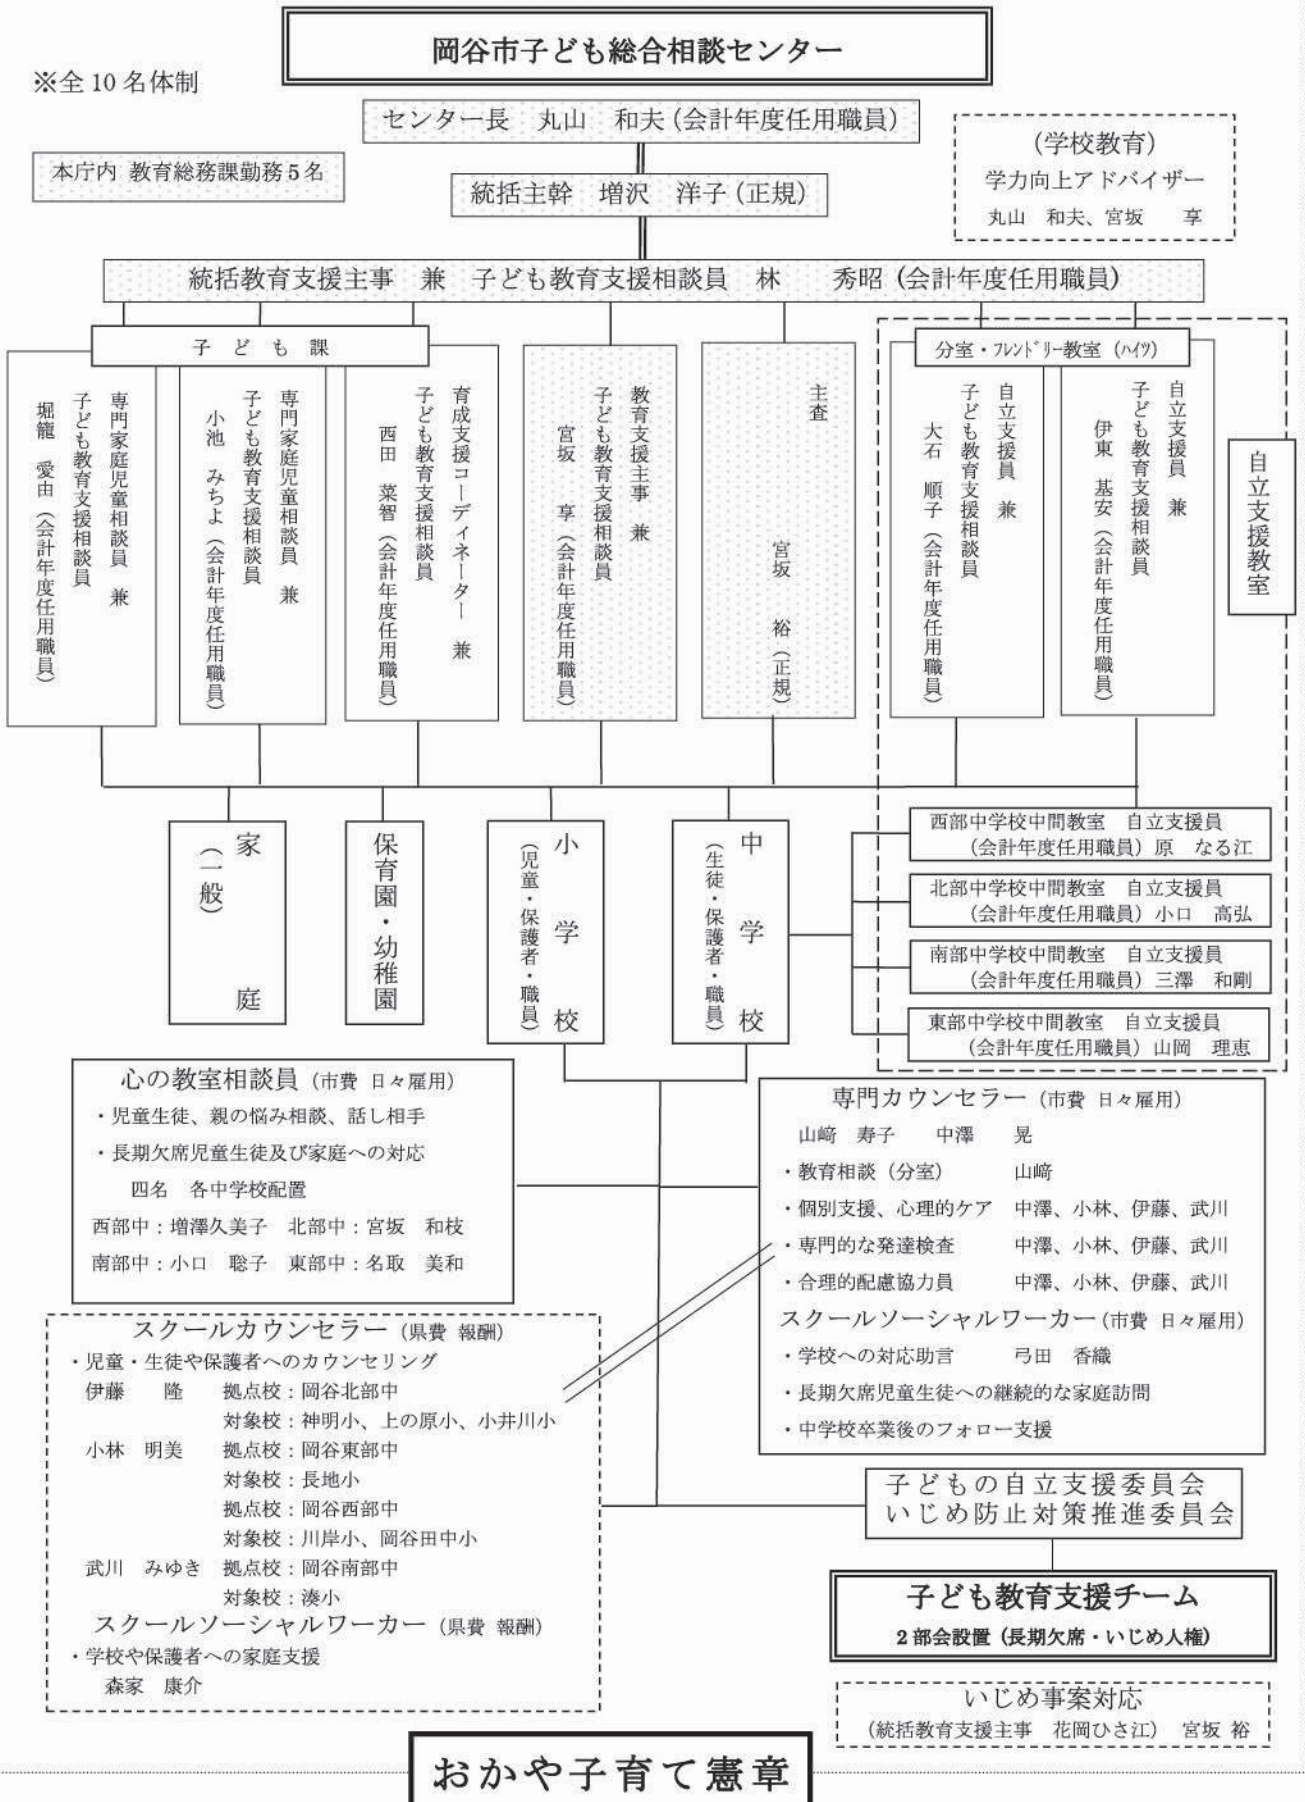 岡谷市子ども総合相談センター
※全10名体制
センター長　丸山　和夫(会計年度任用職員)
本庁内 教育総務課勤務5名
統括主幹　増沢　洋子(正規)
(学校教育)
学力向上アドバイザー
丸山　和夫、宮坂　　享
統括教育支援主事　兼　子ども教育支援相談員　林　　秀昭(会計年度任用職員)
子ども課
専門家庭児童相談員　兼
子ども教育支援相談員
堀籠　愛由(会計年度任用職員)
専門家庭児童相談員　兼
子ども教育支援相談員
小池　みちよ(会計年度任用職員)
育成支援コーディネーター　兼
子ども教育支援相談員
西田　菜智(会計年度任用職員)
教育支援主事　兼
子ども教育支援相談員
宮坂　　享(会計年度任用職員)
主査
宮坂　　裕(正規)
分室・フレンドリー教室(ハイツ)
自立支援員　兼
子ども教育支援相談員
大石　順子(会計年度任用職員)
自立支援員　兼
子ども教育支援相談員
伊東　基安(会計年度任用職員)
自立支援教室
家　　庭
(一般)
保育園・幼稚園
小　学　校
(児童・保護者・職員)
中　学　校
(生徒・保護者・職員)
西部中学校中間教室　自立支援員
(会計年度任用職員)原　なる江
北部中学校中間教室　自立支援員
(会計年度任用職員)小口　高弘
南部中学校中間教室　自立支援員
(会計年度任用職員)三澤　和剛
東部中学校中間教室　自立支援員
(会計年度任用職員)山岡　理恵
心の教室相談員(市費 日々雇用)
・児童生徒、親の悩み相談、話し相手
・長期欠席児童生徒及び家庭への対応
四名　各中学校配置
西部中：増澤久美子　北部中：宮坂　和枝
南部中：小口　聡子　東部中：名取　美和
専門カウンセラー(市費 日々雇用)
山﨑　寿子　　中澤　　晃
・教育相談(分室)　　　山﨑
・個別支援、心理的ケア　中澤、小林、伊藤、武川
・専門的な発達検査　　　中澤、小林、伊藤、武川
・合理的配慮協力員　　　中澤、小林、伊藤、武川
スクールソーシャルワーカー(市費 日々雇用)
・学校への対応助言　　　弓田　香織
・長期欠席児童生徒への継続的な家庭訪問
・中学校卒業後のフォロー支援
スクールカウンセラー(県費 報酬)
・児童・生徒や保護者へのカウンセリング
伊藤　　隆　　拠点校：岡谷北部中
対象校：神明小、上の原小、小井川小
小林　明美　　拠点校：岡谷東部中
対象校：長地小
拠点校：岡谷西部中
対象校：川岸小、岡谷田中小
武川　みゆき　拠点校：岡谷南部中
対象校：湊小
スクールソーシャルワーカー(県費 報酬)
・学校や保護者への家庭支援
森家　康介
子どもの自立支援委員会
いじめ防止対策推進委員会
子ども教育支援チーム
2部会設置(長期欠席・いじめ人権)
いじめ事案対応
(統括教育支援主事　花岡ひさ江)　宮坂 裕
おかや子育て憲章